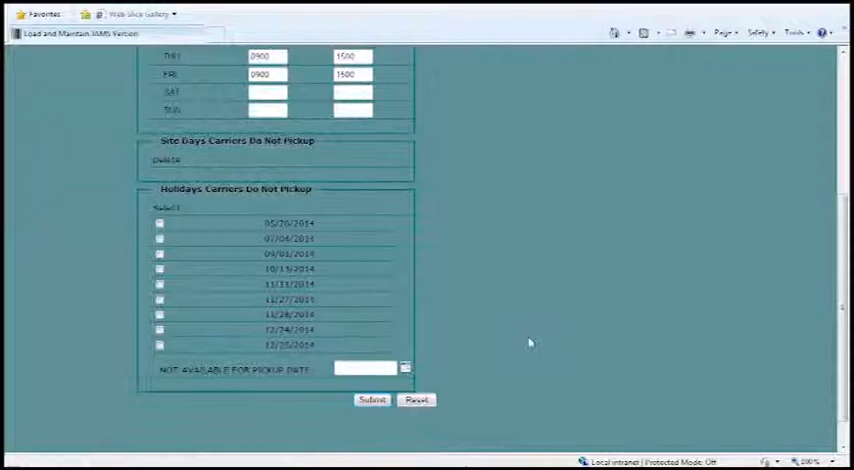 Favorites Web Slice Gallery
Load and Maintain IAMS Version
Page Safety Tools
THU 0900 1500
FRI 0900 1500
SAT
SUN
Site Days Carriers Do Not Pickup
Delete
Holidays Carriers Do Not Pickup
Select
05/26/2014
07/04/2014
09/01/2014
10/13/2014
11/11/2014
11/27/2014
11/28/2014
12/24/2014
12/25/2014
NOT AVAILABLE FOR PICKUP DATE:
Submit Reset
Local intranet | Protected Mode: Off